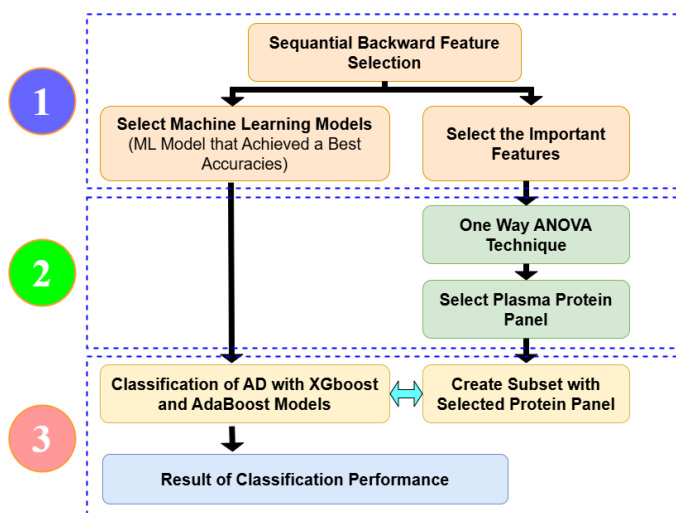 1
Sequantial Backward Feature
Selection
Select Machine Learning Models
(ML Model that Achieved a Best
Accuracies)
Select the Important
Features
2
One Way ANOVA
Technique
Select Plasma Protein
Panel
3
Classification of AD with XGboost
and AdaBoost Models
Create Subset with
Selected Protein Panel
Result of Classification Performance